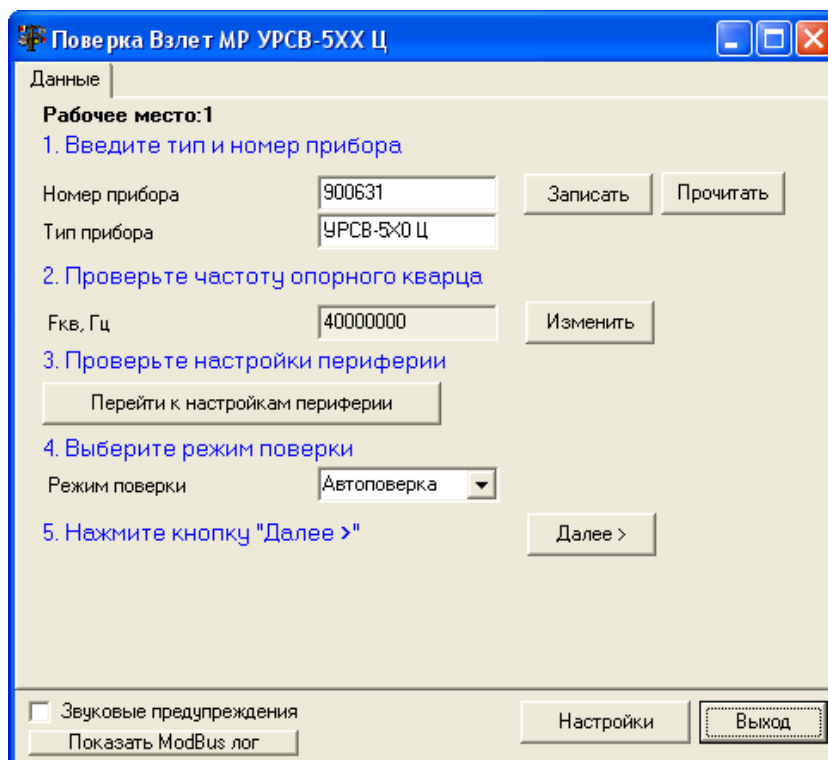 Поверка Взлет МР УРСВ-5ХХ Ц
Данные
Рабочее место:1
1. Введите тип и номер прибора
Номер прибора 900631 Записать Прочитать
Тип прибора УРСВ-5Х0 Ц
2. Проверьте частоту опорного кварца
Fкв, Гц 40000000 Изменить
3. Проверьте настройки периферии
Перейти к настройкам периферии
4. Выберите режим поверки
Режим поверки Автоповерка
5. Нажмите кнопку "Далее >" Далее >
Звуковые предупреждения
Настройки Выход
Показать ModBus лог